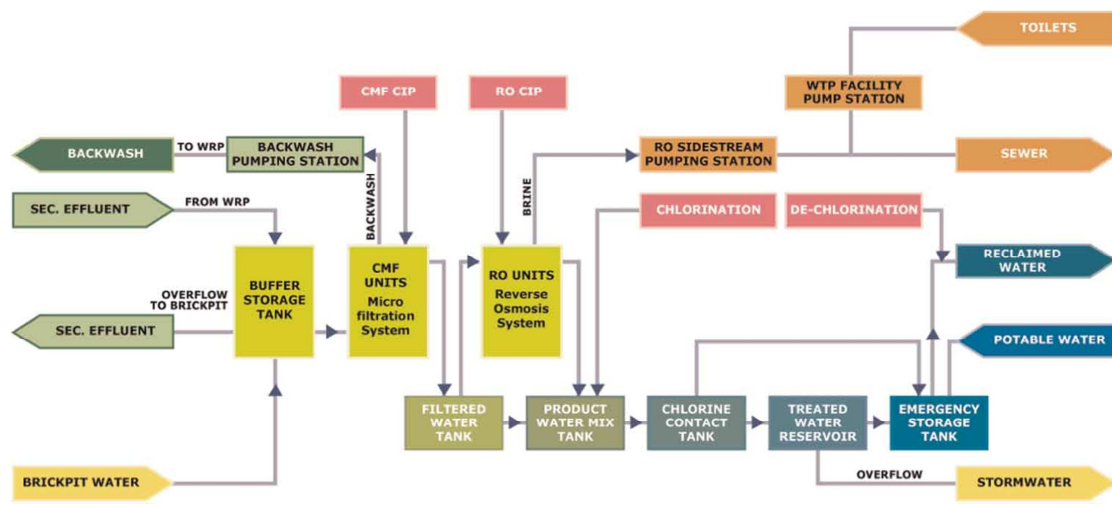 TOILETS
CMF CIP
RO CIP
WTP FACILITY
PUMP STATION
BACKWASH
TO WRP
BACKWASH
PUMPING STATION
RO SIDESTREAM
PUMPING STATION
SEWER
SEC. EFFLUENT
FROM WRP
BACKWASH
BRINE
CHLORINATION
DE-CHLORINATION
BUFFER
STORAGE
TANK
CMF
UNITS
Micro
filtration
System
RO UNITS
Reverse
Osmosis
System
RECLAIMED
WATER
OVERFLOW
TO BRICKPIT
SEC. EFFLUENT
POTABLE WATER
FILTERED
WATER
TANK
PRODUCT
WATER MIX
TANK
CHLORINE
CONTACT
TANK
TREATED
WATER
RESERVOIR
EMERGENCY
STORAGE
TANK
BRICKPIT WATER
OVERFLOW
STORMWATER